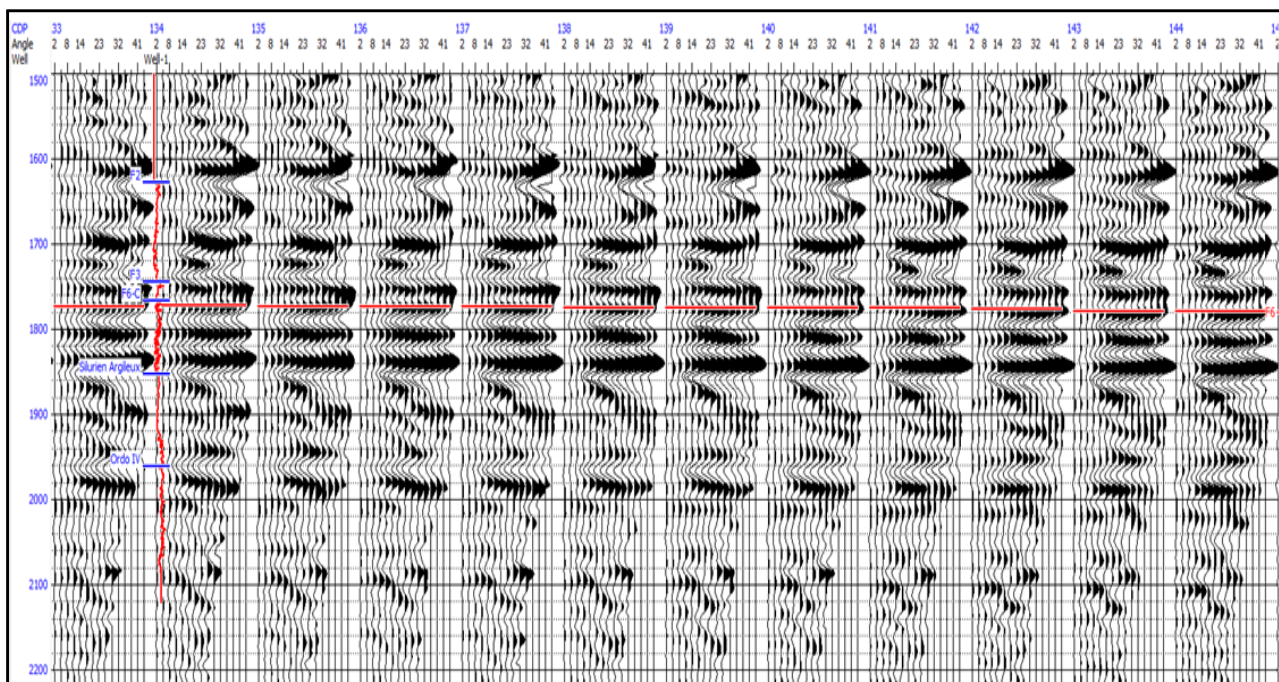 CDP 33 134 135 136 137 138 139 140 141 142 143 144 14
Angle 2 8 14 23 32 41 2 8 14 23 32 41 2 8 14 23 32 41 2 8 14 23 32 41 2 8 14 23 32 41 2 8 14 23 32 41 2 8 14 23 32 41 2 8 14 23 32 41 2 8 14 23 32 41 2 8 14 23 32 41 2 8 14 23 32 41 2 8 14 23 32 41 2
Well Well-1
1500
1600
F2
1700
F3
F6-C
F6-
1800
Silurien Argileux
1900
Ordo IV
2000
2100
2200